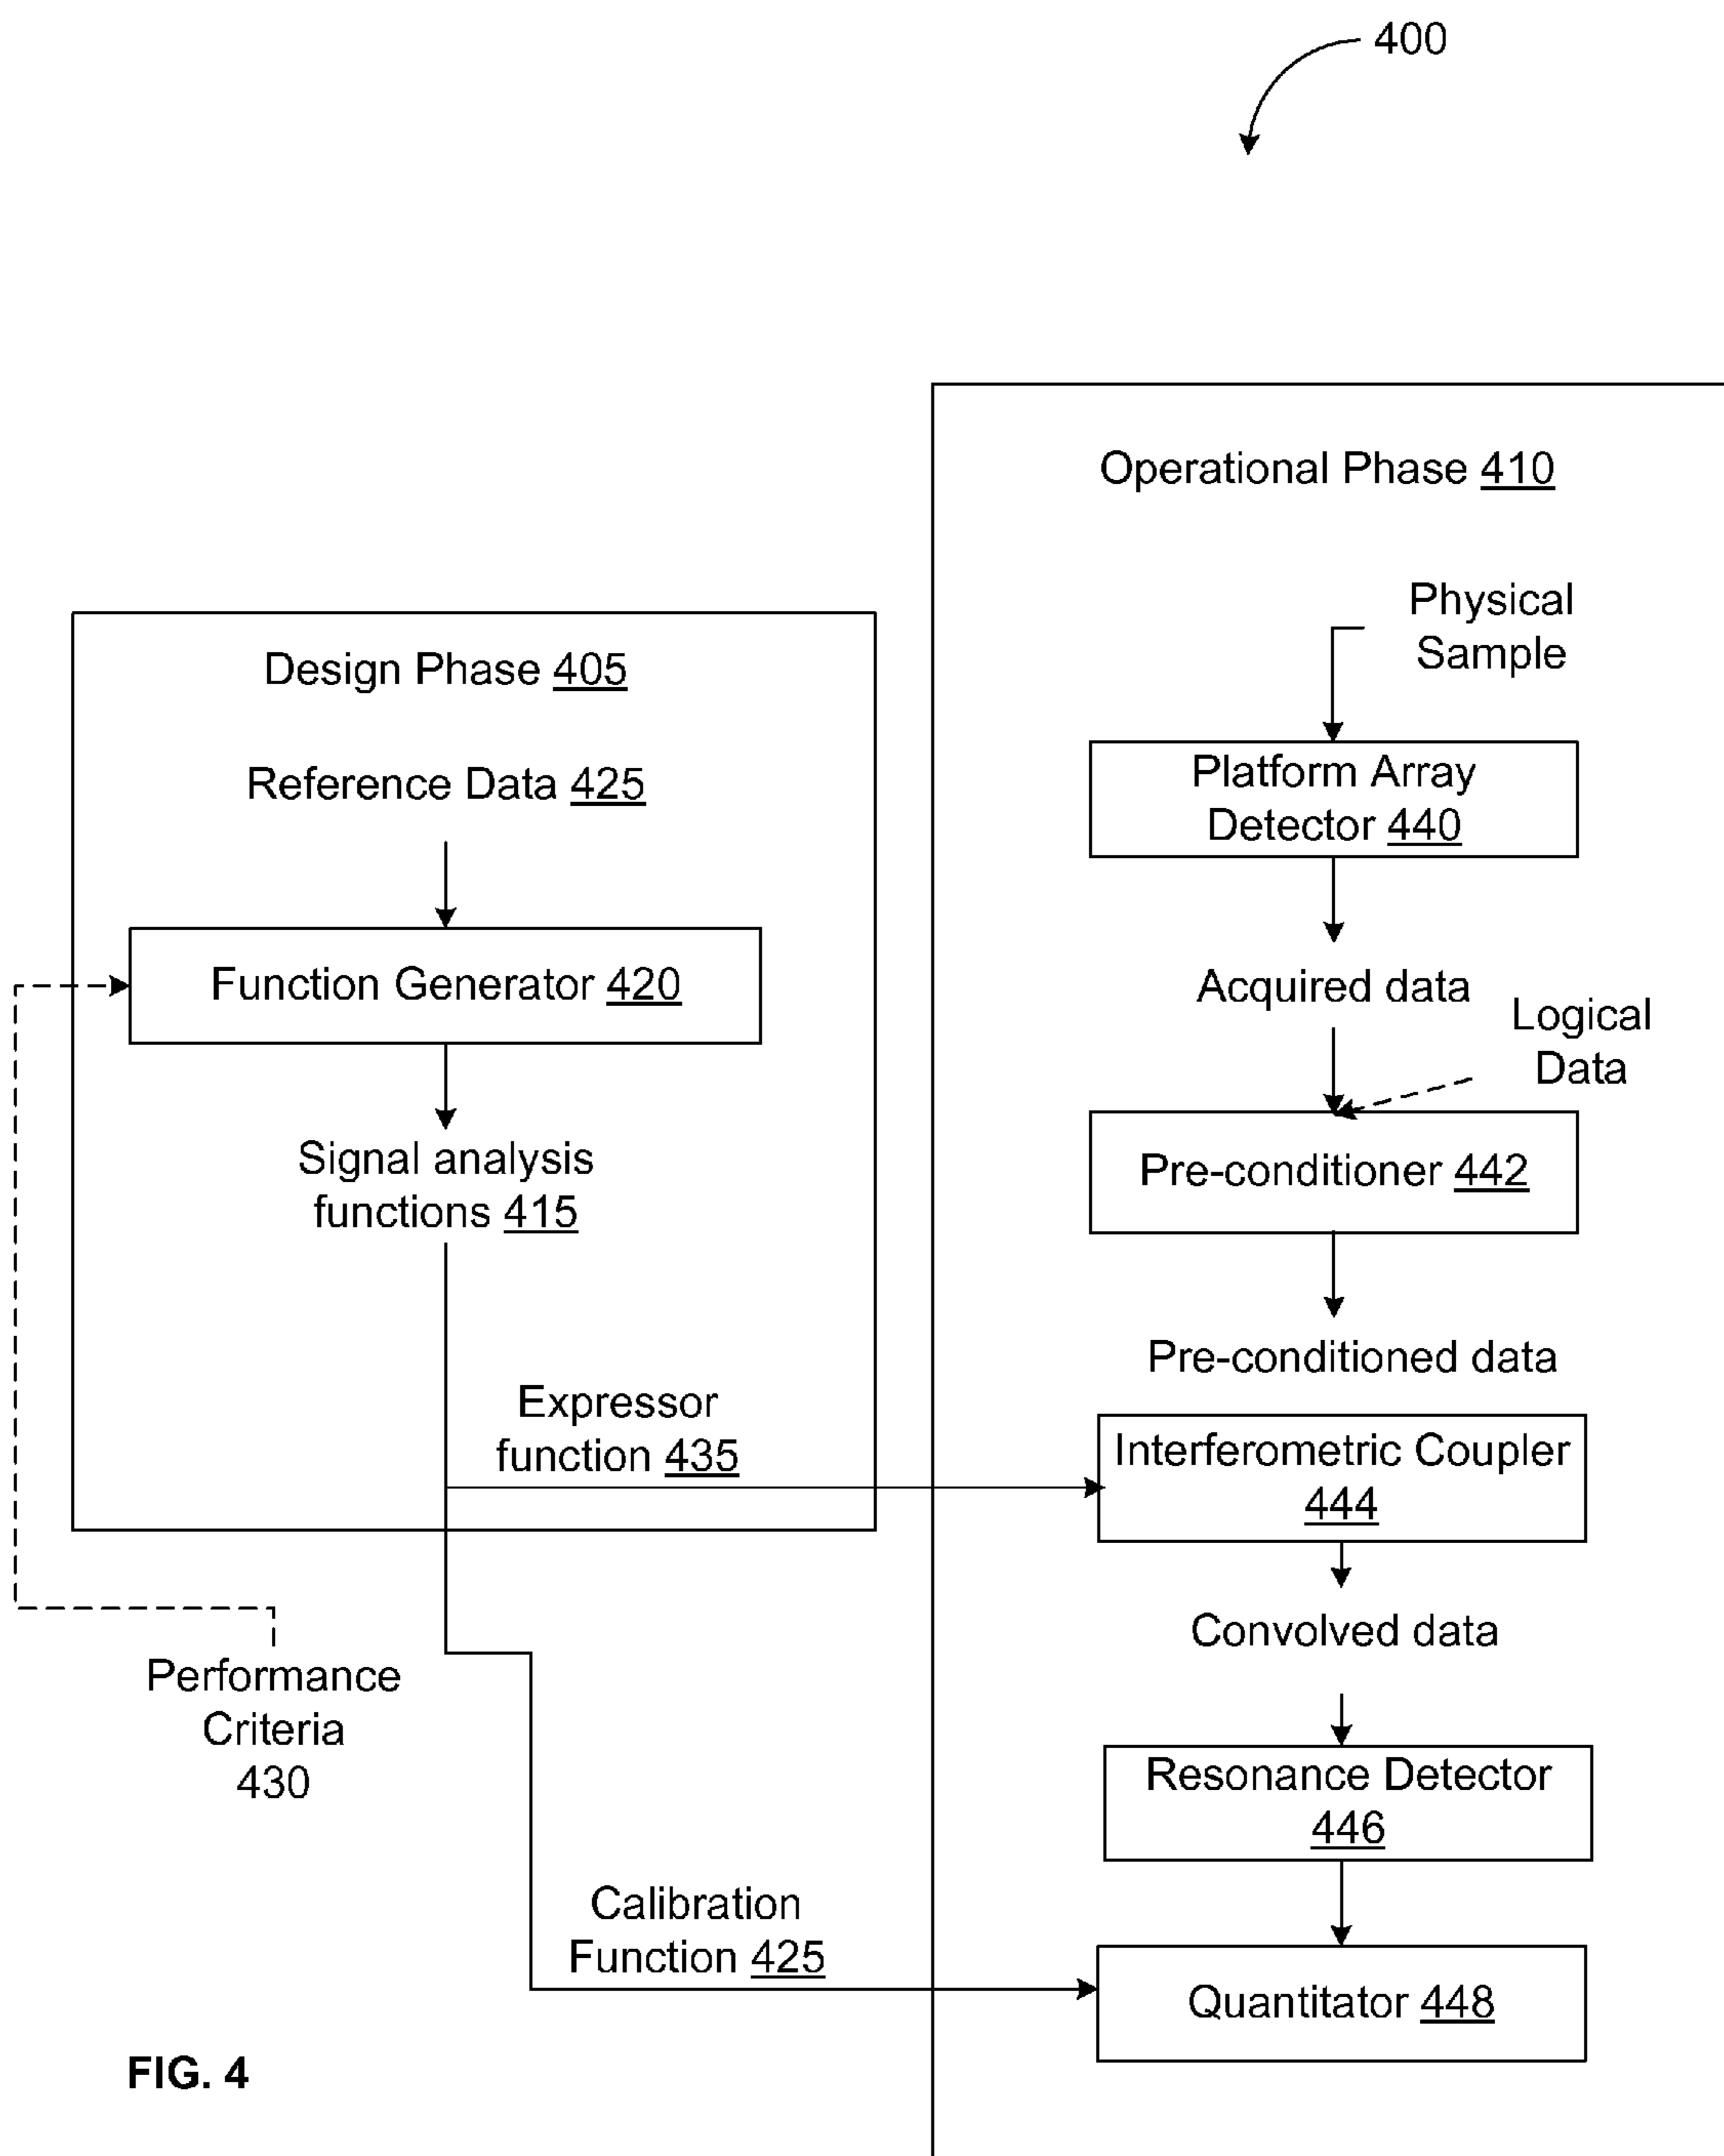 400
Operational Phase 410
Physical
Sample
Platform Array
Detector 440
Acquired data
Logical
Data
Pre-conditioner 442
Pre-conditioned data
Interferometric Coupler
444
Convolved data
Resonance Detector
446
Quantitator 448
Design Phase 405
Reference Data 425
Function Generator 420
Signal analysis
functions 415
Expressor
function 435
Performance
Criteria
430
Calibration
Function 425
FIG. 4